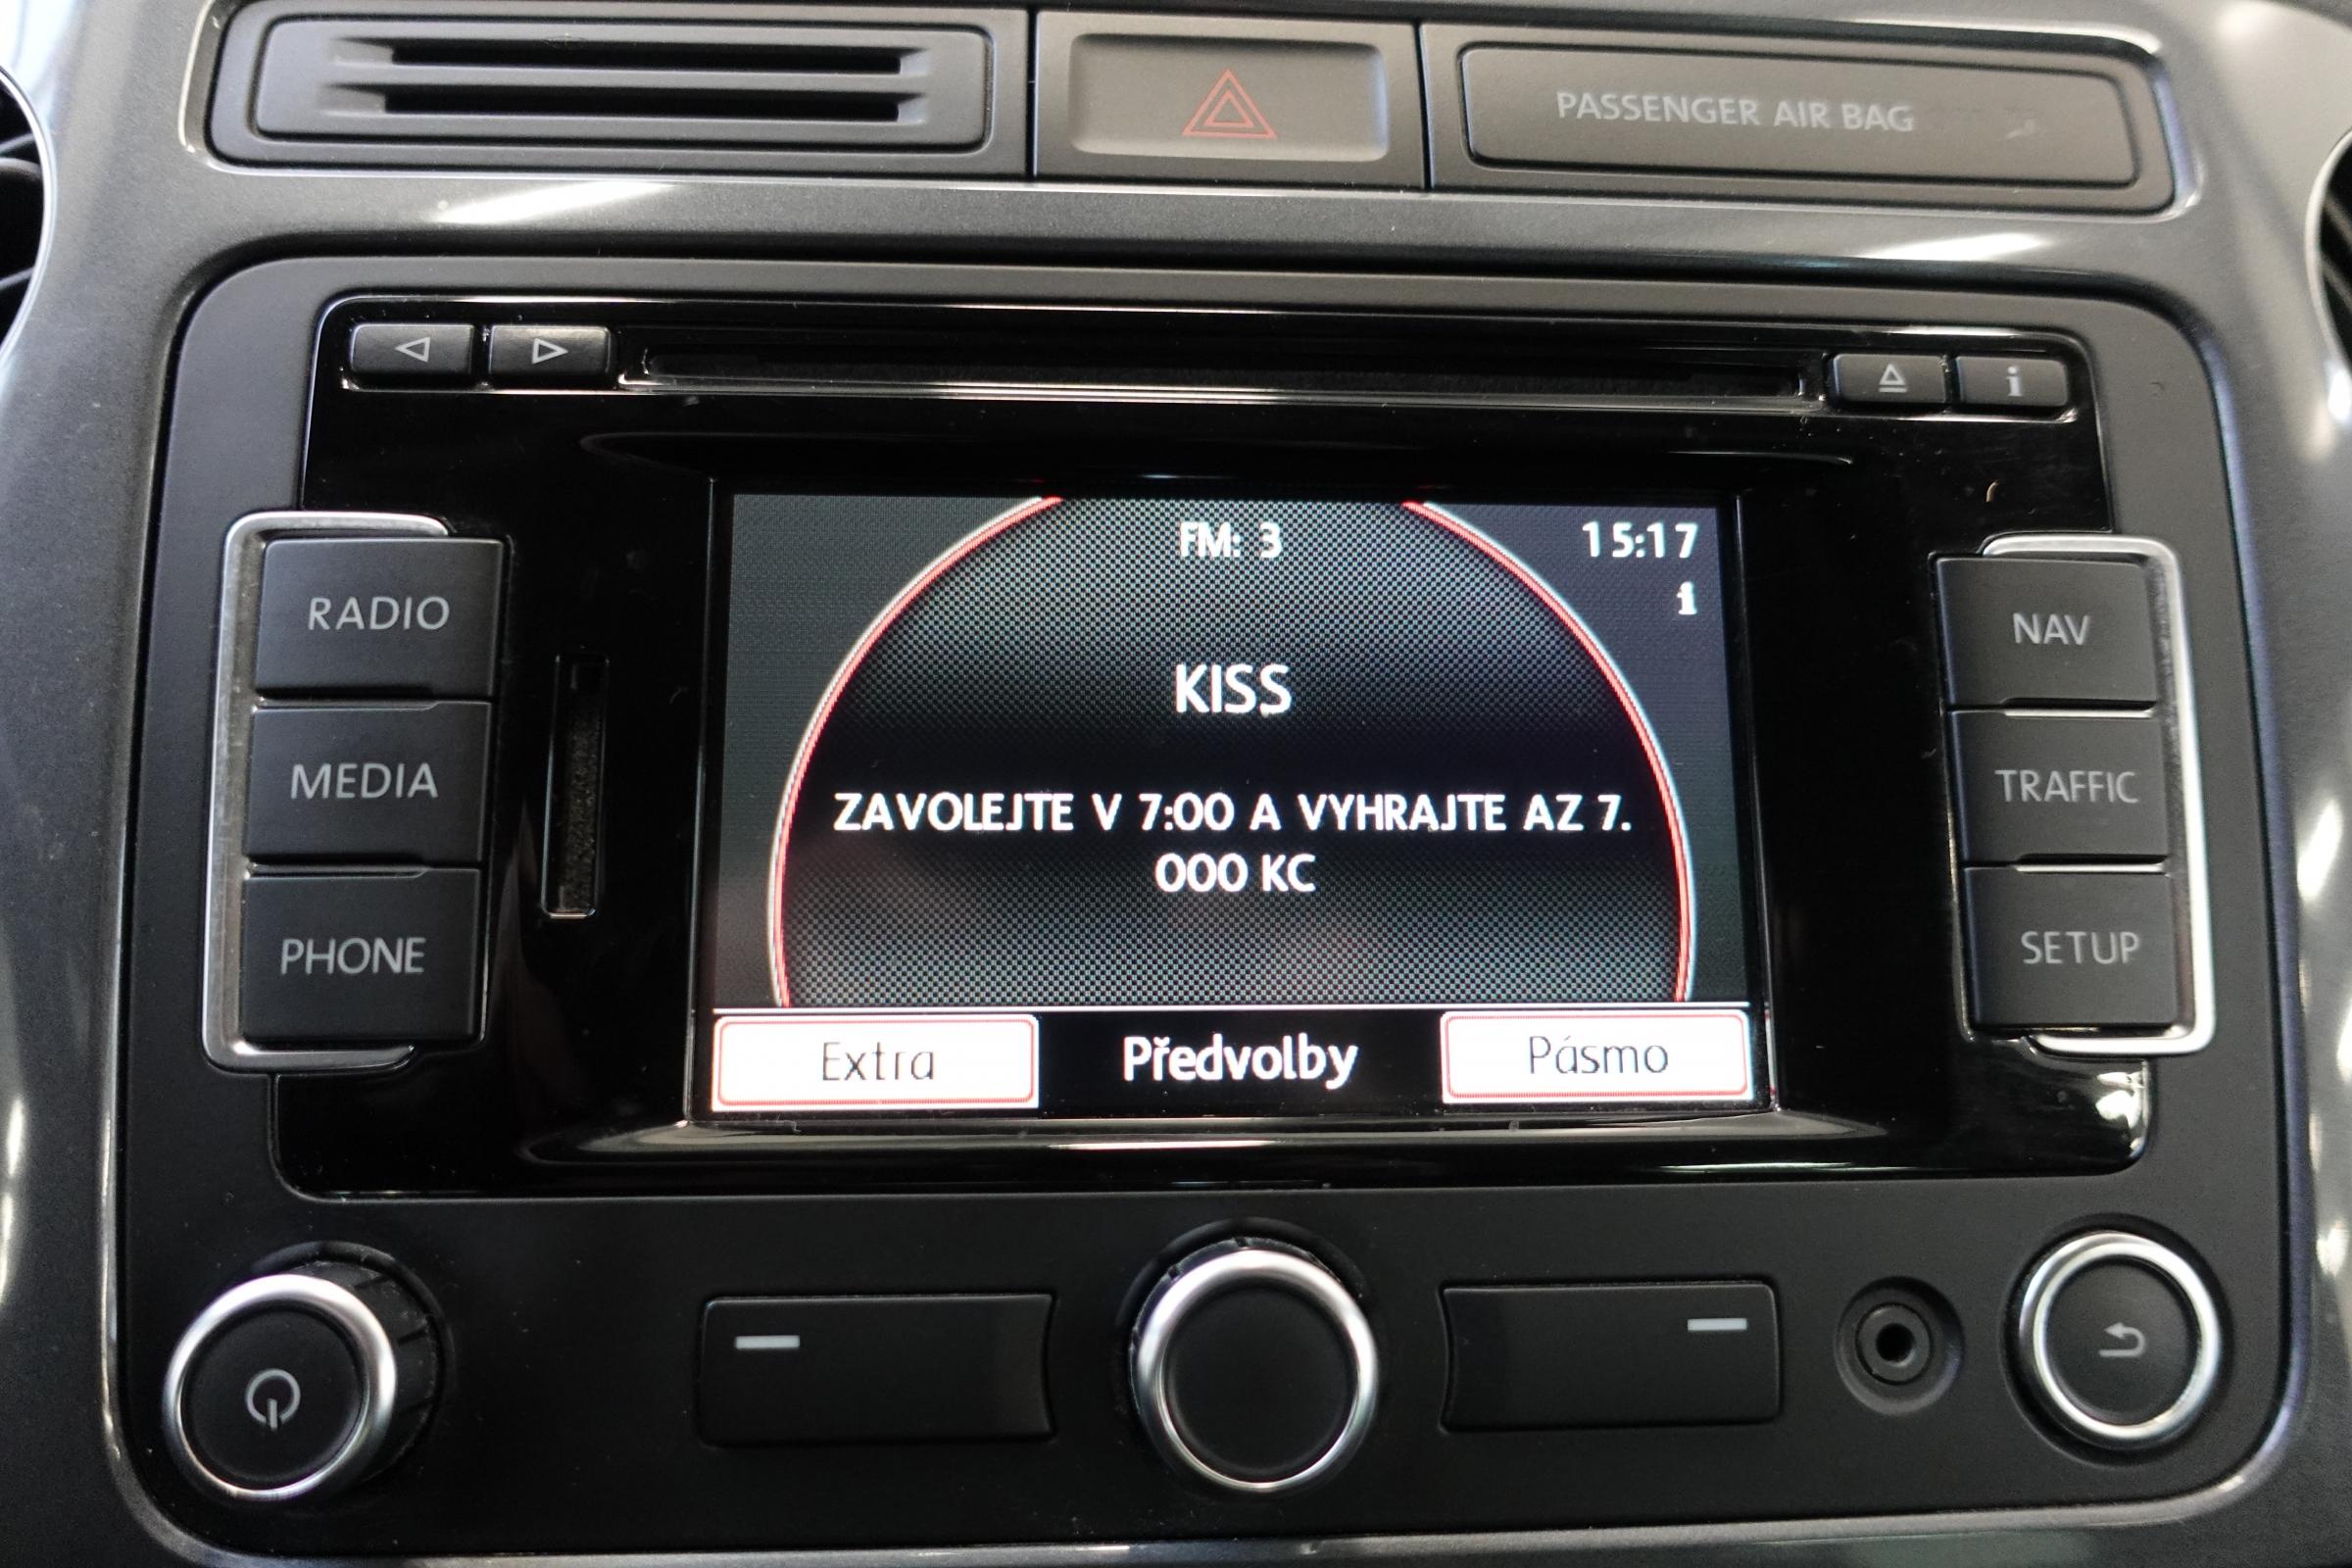 PASSENGER AIR BAG
i
FM: 3
15:17
i
RADIO
NAV
KISS
MEDIA
TRAFFIC
ZAVOLEJTE V 7:00 A VYHRAJTE AZ 7.
000 KC
PHONE
SETUP
Extra
Předvolby
Pásmo